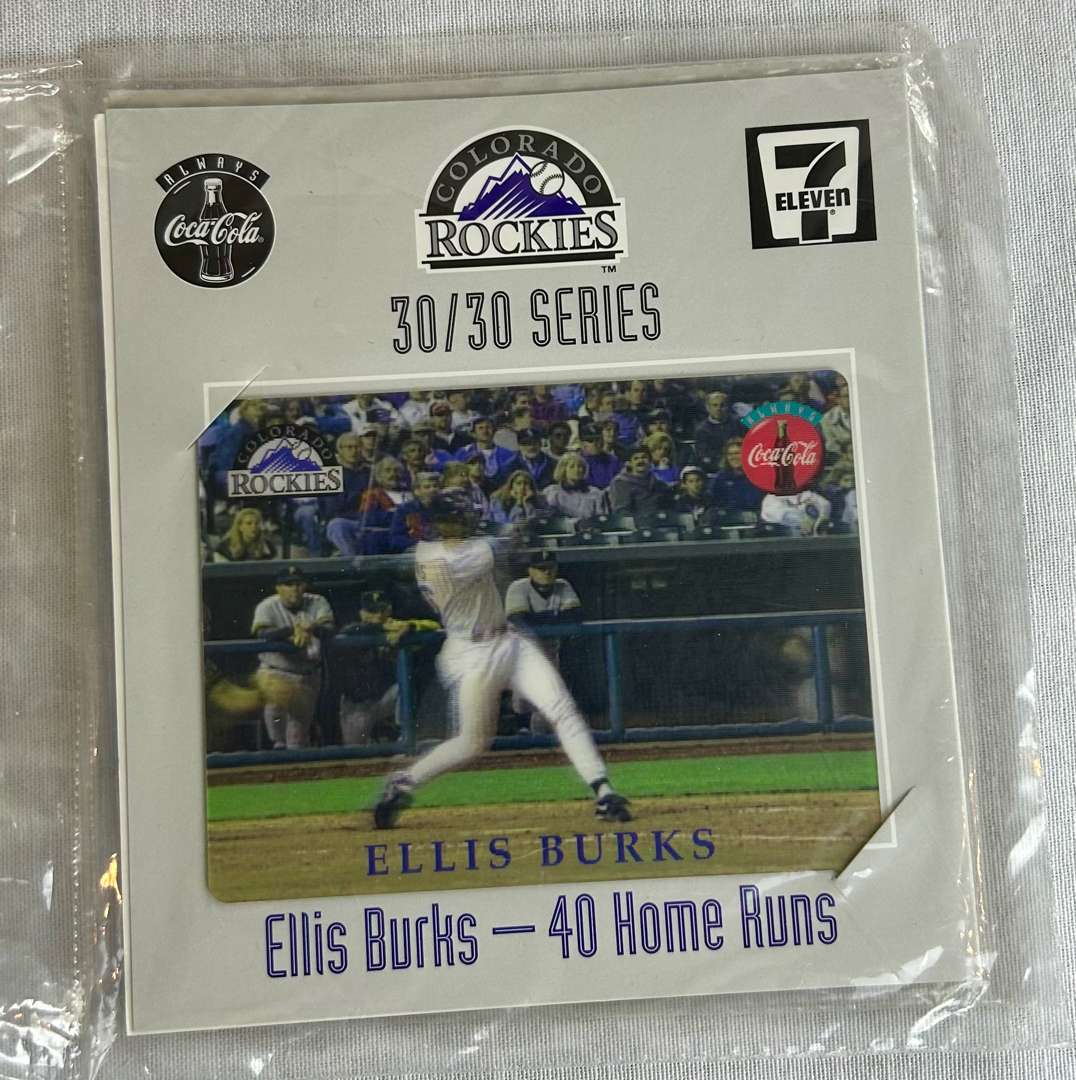 ALWAYS
Coca-Cola
COLORADO
ROCKIES™
7
ELEVEn®
30/30 SERIES
COLORADO
ROCKIES
ALWAYS
Coca-Cola
ELLIS BURKS
Ellis Burks — 40 Home Runs